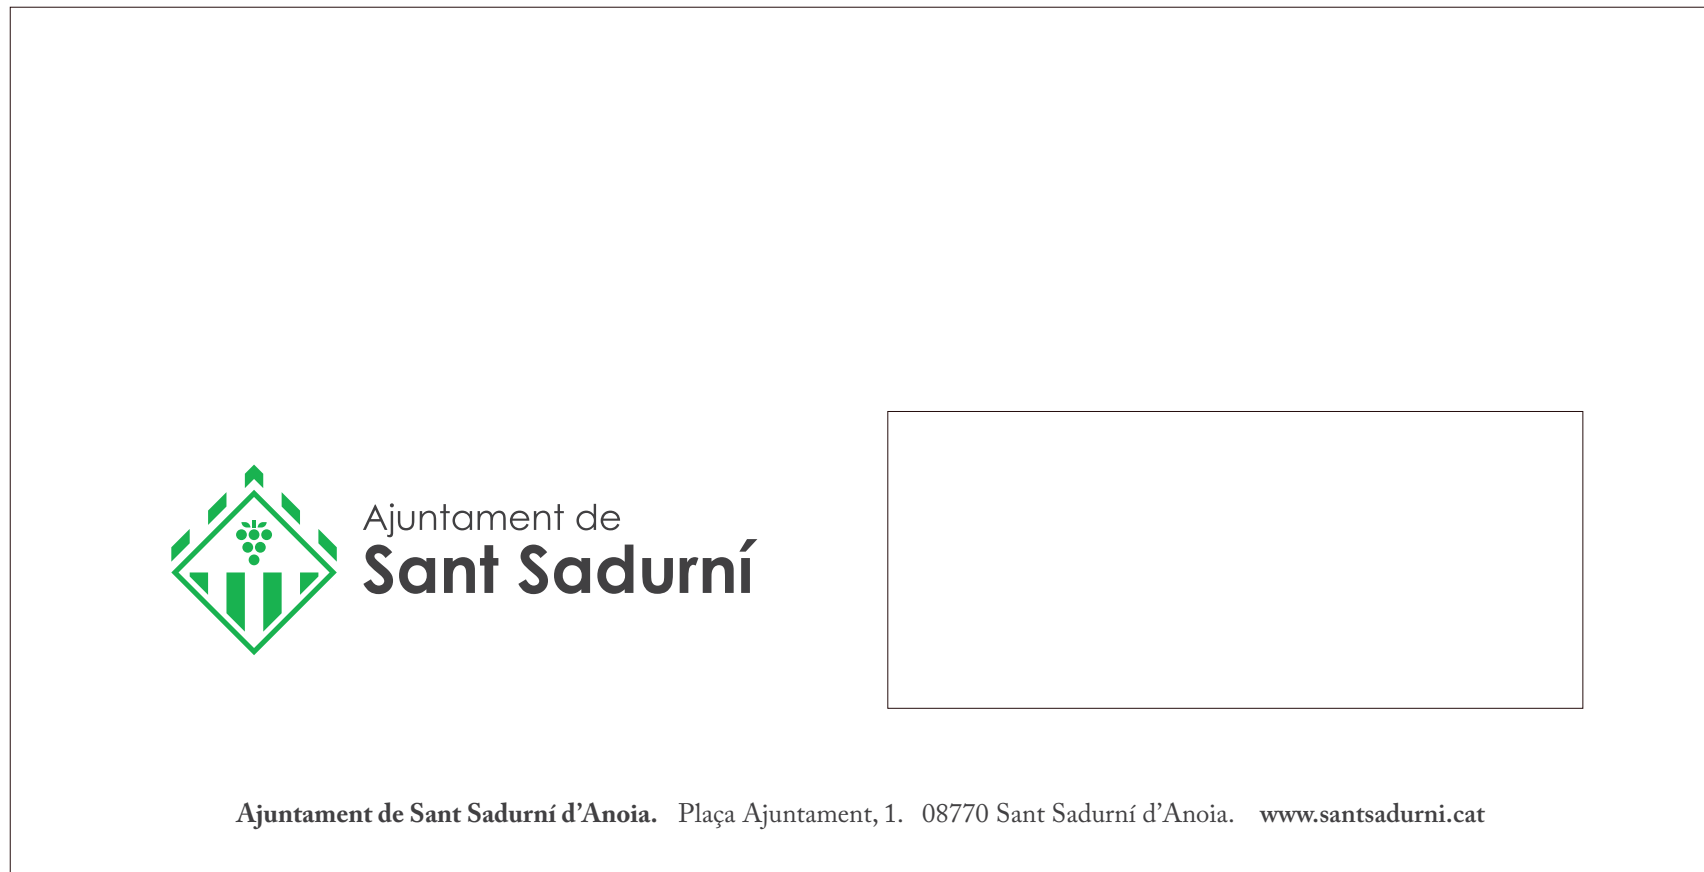 Ajuntament de
Sant Sadurní
Ajuntament de Sant Sadurní d’Anoia. Plaça Ajuntament, 1. 08770 Sant Sadurní d’Anoia. www.santsadurni.cat